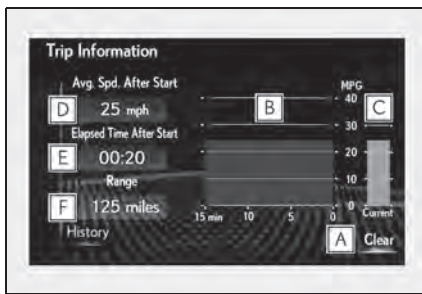 Trip Information
Avg. Spd. After Start
D 25 mph
Elapsed Time After Start
E 00:20
Range
F 125 miles
History
MPG
B 40 C
30
20
10
0
15 min 10 5 0 Current
A Clear